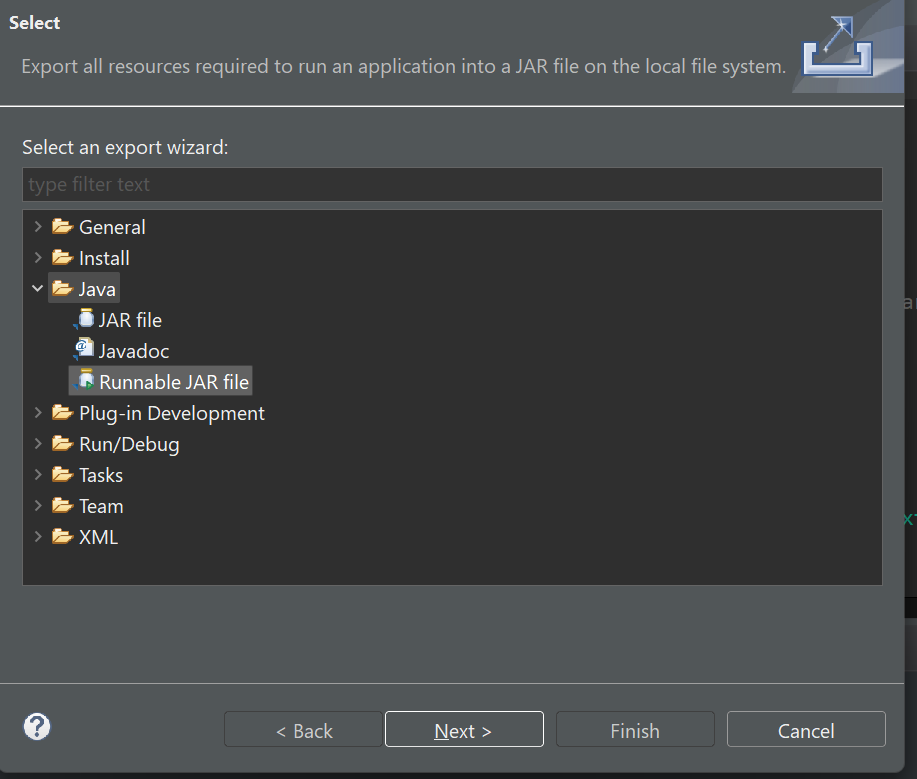 Select
Export all resources required to run an application into a JAR file on the local file system.
Select an export wizard:
type filter text
General
Install
Java
JAR file
Javadoc
Runnable JAR file
Plug-in Development
Run/Debug
Tasks
Team
XML
?
< Back
Next >
Finish
Cancel